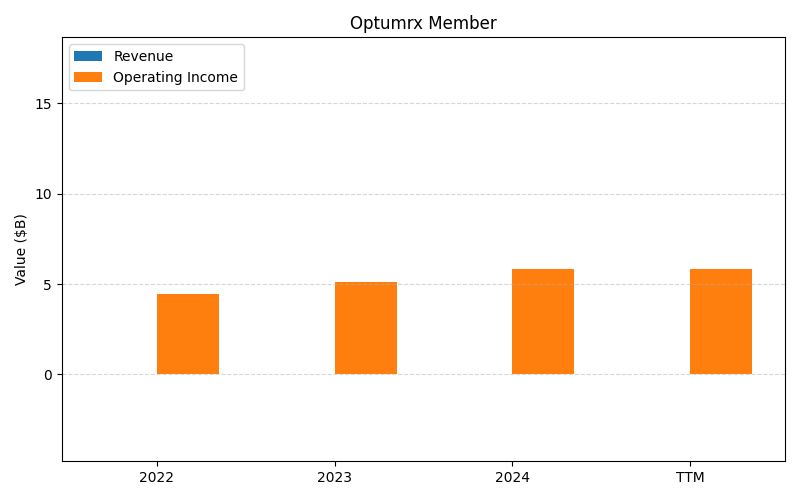 Optumrx Member
Revenue
Operating Income
15
10
5
0
Value ($B)
2022 2023 2024 TTM